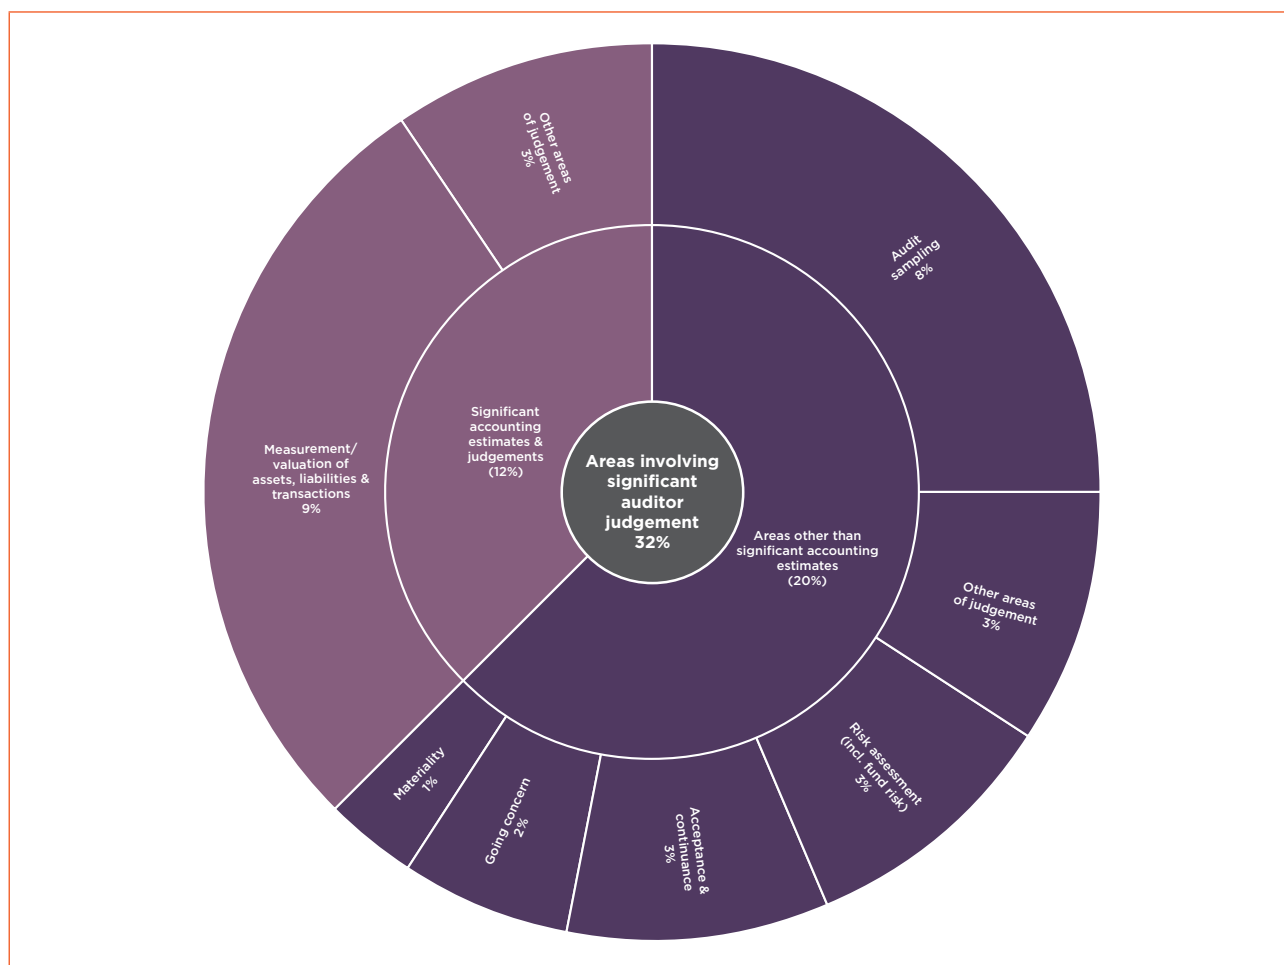 Areas involving
significant
auditor
judgement
32%
Significant
accounting
estimates &
judgements
(12%)
Areas other than
significant accounting
estimates
(20%)
Audit
sampling
8%
Other areas
of judgement
3%
Risk assessment
(incl. fund risk)
3%
Acceptance &
continuance
3%
Going concern
2%
Materiality
1%
Measurement/
valuation of
assets, liabilities &
transactions
9%
Other areas
of judgement
3%